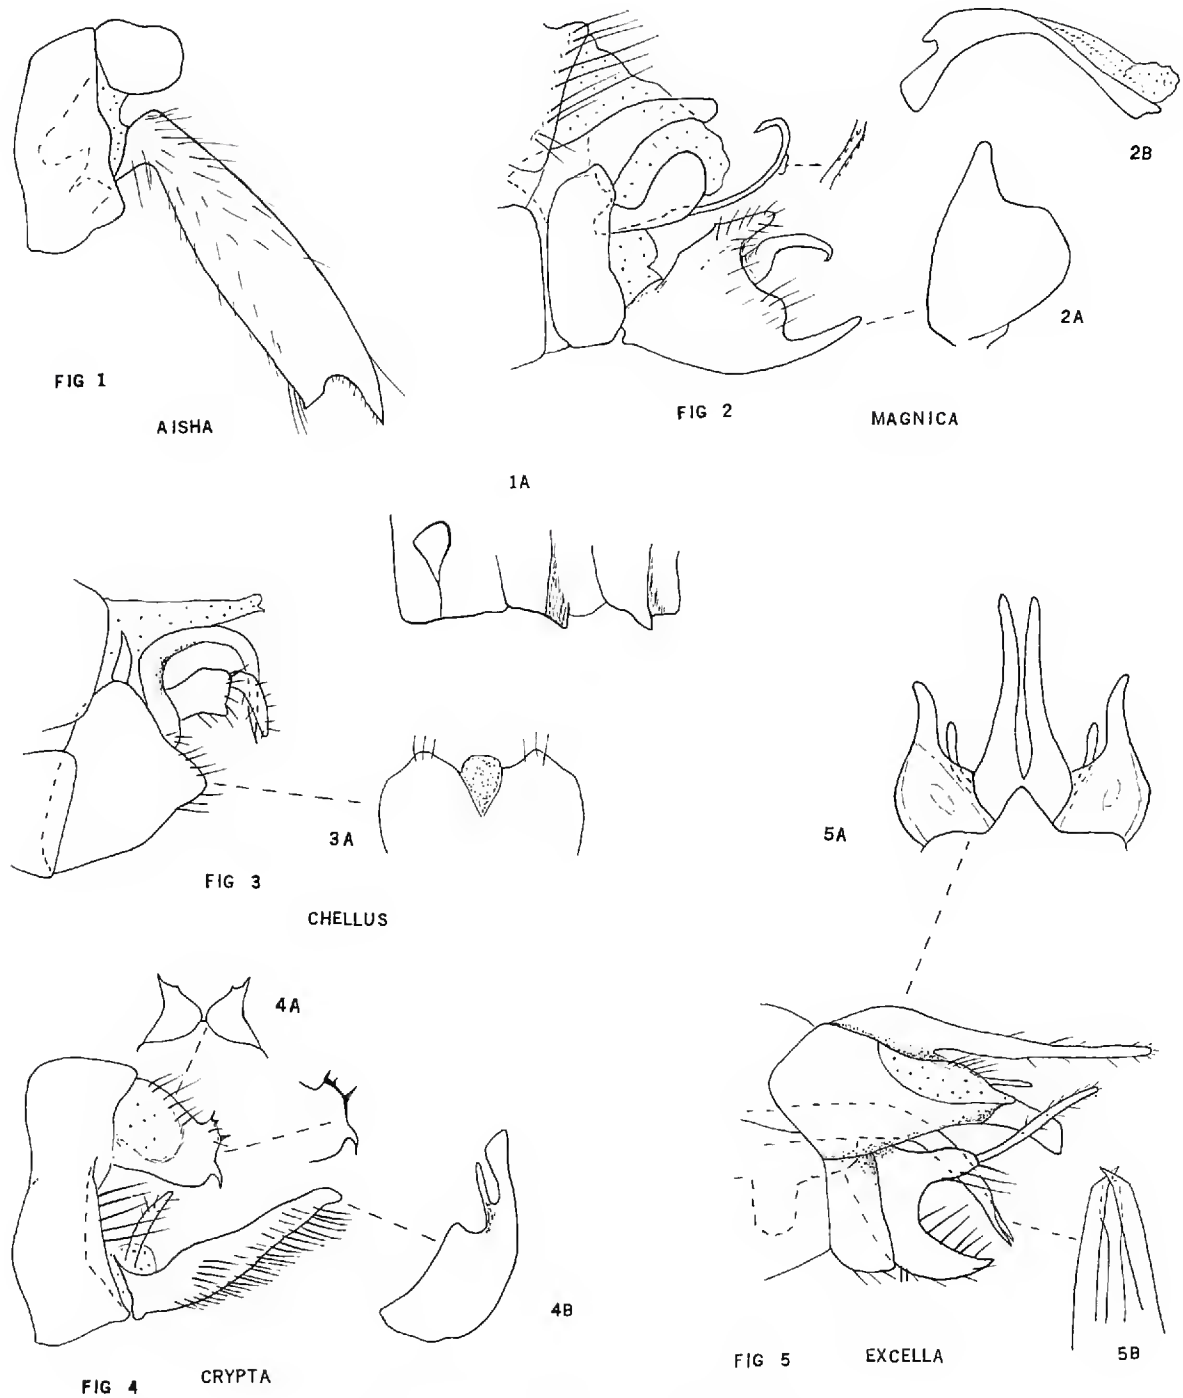 2B
2A
FIG 1
AISHA
FIG 2
MAGNICA
1A
3A
5A
FIG 3
CHELLUS
4A
4B
FIG 4
CRYPTA
FIG 5
EXCELLA
5B